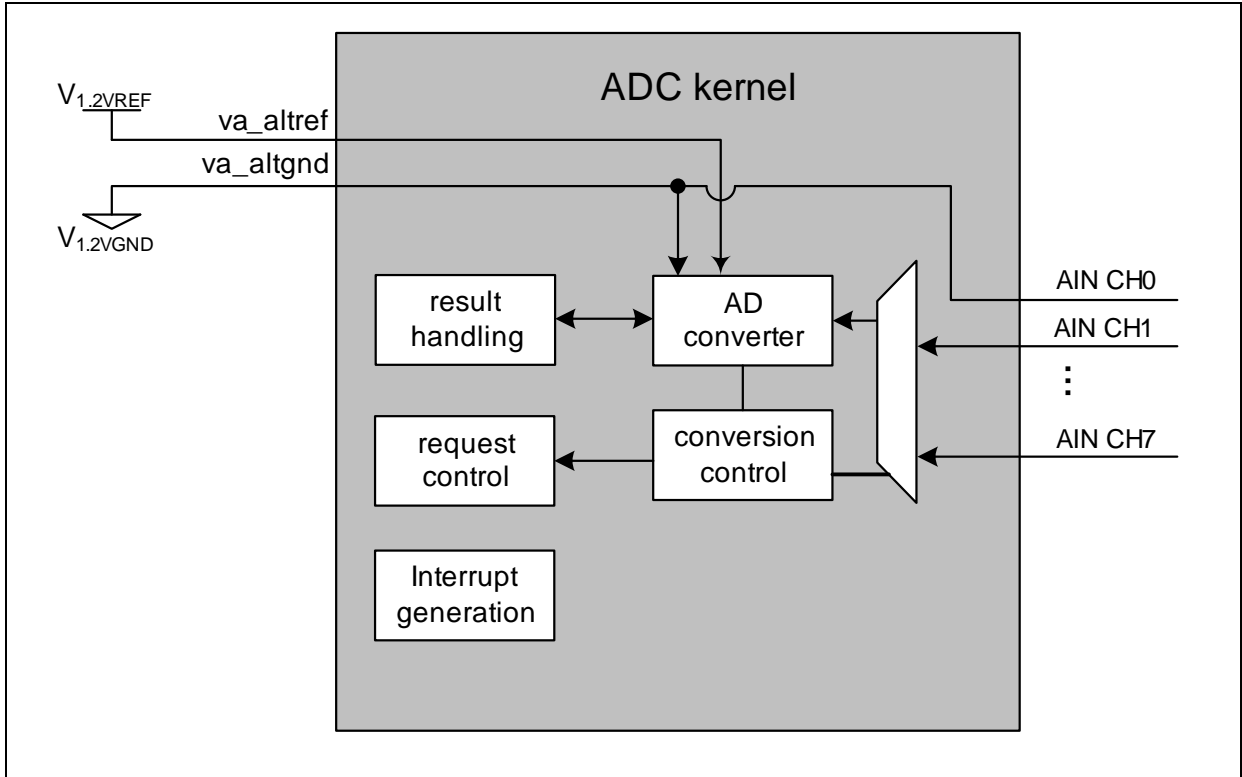 ADC kernel
V1.2VREF
va_altref
va_altgnd
V1.2VGND
AIN CH0
result
handling
AD
converter
AIN CH1
request
control
conversion
control
AIN CH7
Interrupt
generation